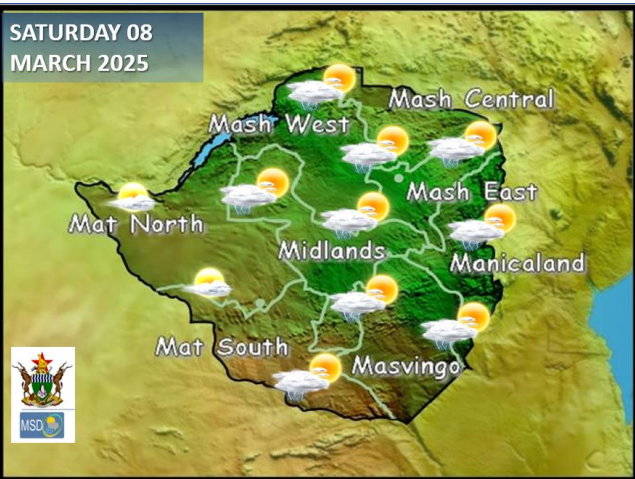 SATURDAY 08
MARCH 2025
Mash Central
Mash West
Mash East
Mat North
Midlands
Manicaland
Mat South
Masvingo
MSD